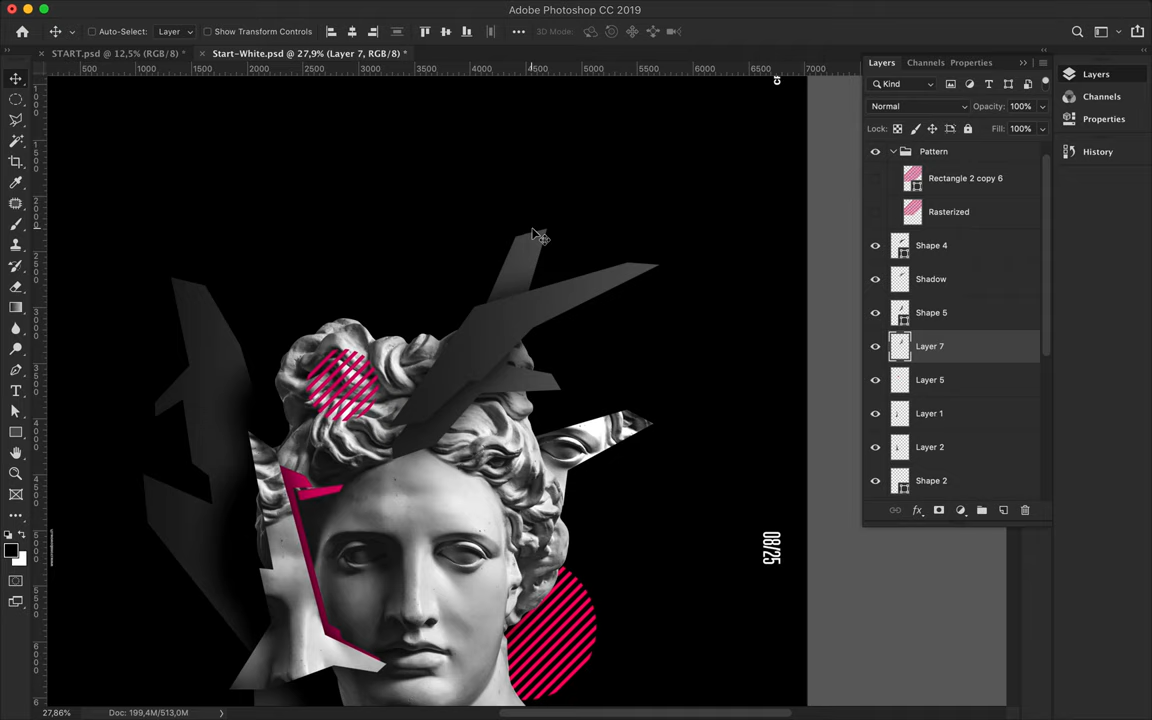 Adobe Photoshop CC 2019
Auto-Select: Layer Show Transform Controls 3D Mode:
START.psd @ 12,5% (RGB/8) * Start-White.psd @ 27,9% (Layer 7, RGB/8) *
500 1000 1500 2000 2500 3000 3500 4000 4500 5000 5500 6000 6500 7000
Layers Channels Properties
Kind
Normal Opacity: 100%
Lock: Fill: 100%
Pattern
Rectangle 2 copy 6
Rasterized
Shape 4
Shadow
Shape 5
Layer 7
Layer 5
Layer 1
Layer 2
Shape 2
fx
Layers
Channels
Properties
History
08/25
27,86% Doc: 199,4M/513,0M